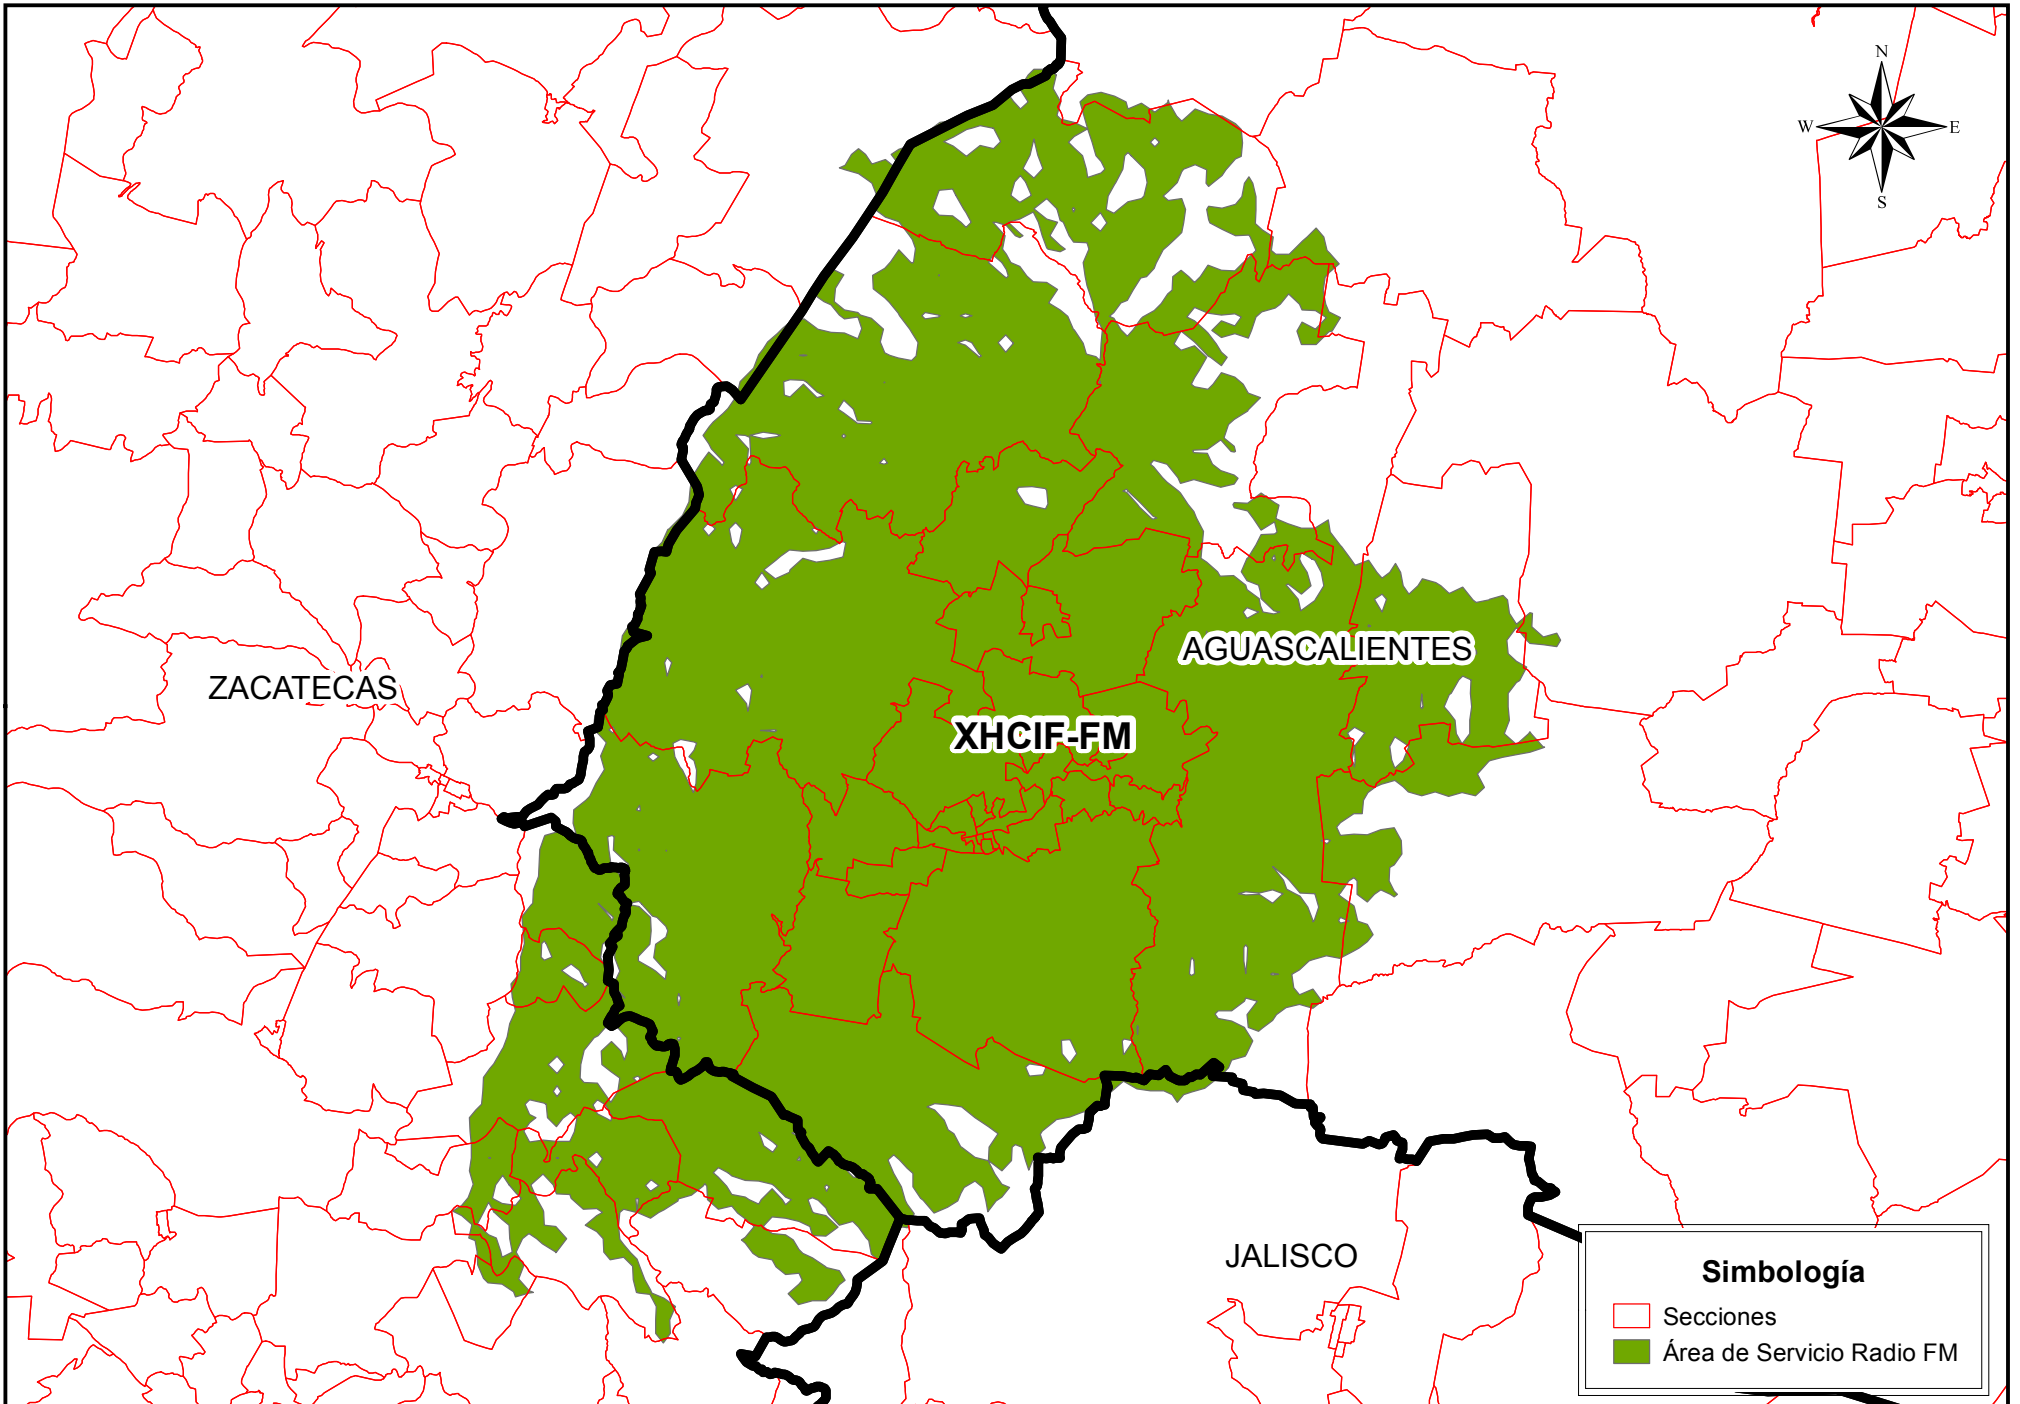 N
W E
S
AGUASCALIENTES
ZACATECAS
XHCIF-FM
JALISCO
Simbología
Secciones
Área de Servicio Radio FM